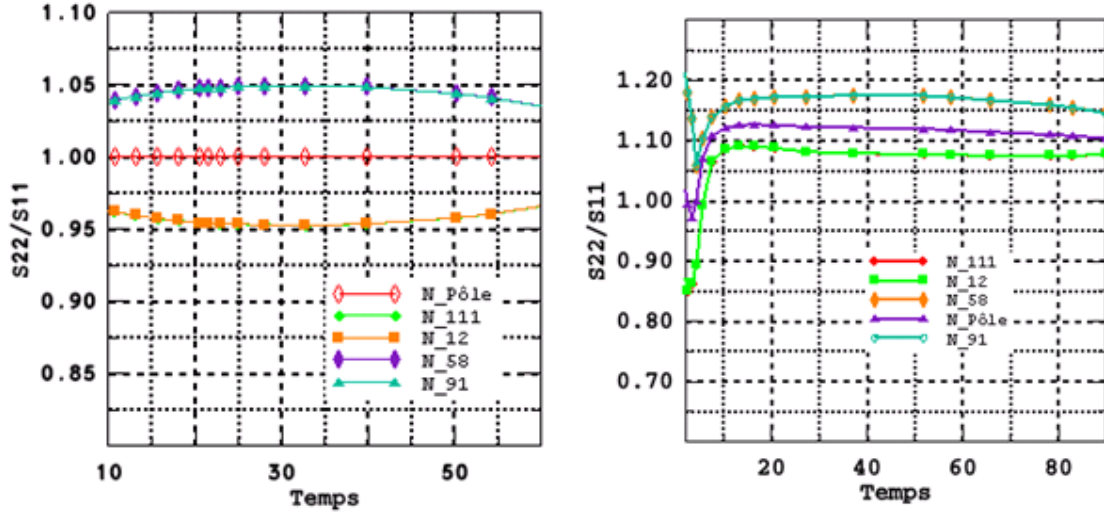 1.10
1.05
1.00
0.95
0.90
0.85
S22/S11
10
30
50
Temps
N_Pôle
N_111
N_12
N_58
N_91
1.20
1.10
1.00
0.90
0.80
0.70
S22/S11
20
40
60
80
Temps
N_111
N_12
N_58
N_Pôle
N_91